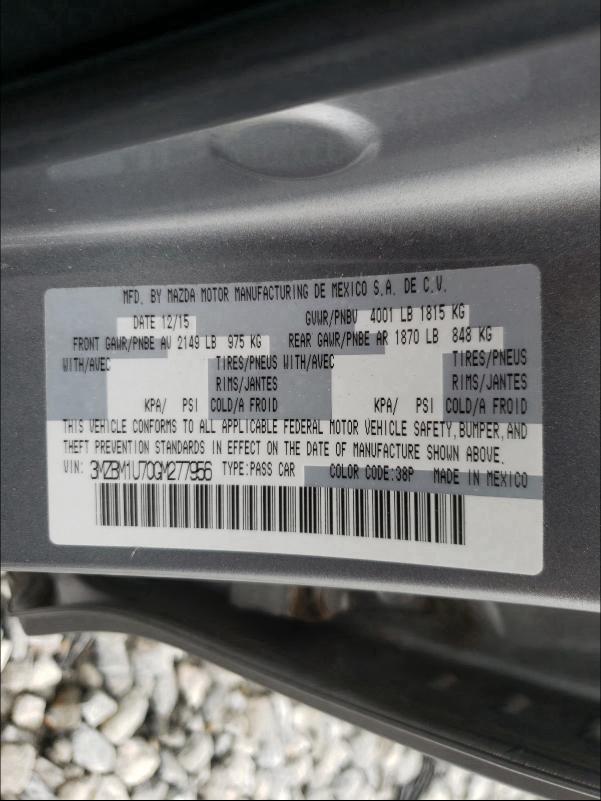 MFD. BY MAZDA MOTOR MANUFACTURING DE MEXICO S.A. DE C.V.
DATE 12/15 GVWR/PNBV 4001 LB 1815 KG
FRONT GAWR/PNBE AV 2149 LB 975 KG REAR GAWR/PNBE AR 1870 LB 848 KG
WITH/AVEC TIRES/PNEUS WITH/AVEC TIRES/PNEUS
RIMS/JANTES RIMS/JANTES
KPA/ PSI COLD/A FROID KPA/ PSI COLD/A FROID
THIS VEHICLE CONFORMS TO ALL APPLICABLE FEDERAL MOTOR VEHICLE SAFETY, BUMPER, AND
THEFT PREVENTION STANDARDS IN EFFECT ON THE DATE OF MANUFACTURE SHOWN ABOVE.
VIN: 3MZBM1U70GM277956 TYPE:PASS CAR COLOR CODE:38P MADE IN MEXICO